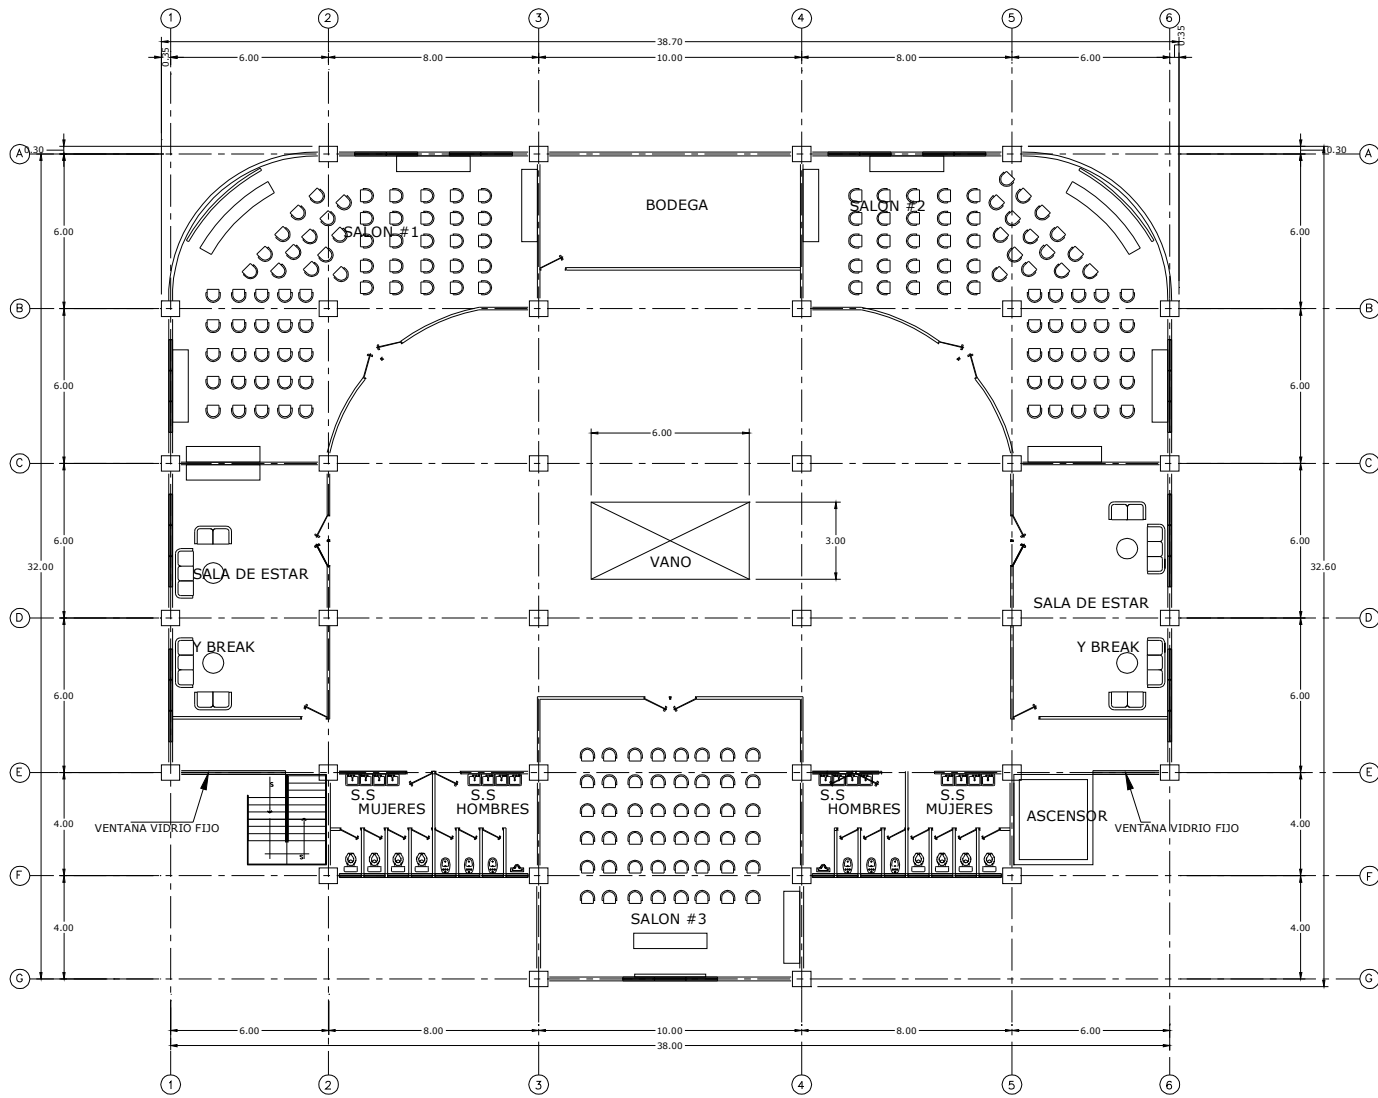 1 2 3 4 5 6
38.70
0.35 6.00 8.00 10.00 8.00 6.00 0.35
A 0.30 0.30 A
BODEGA
SALON #2
SALON #1
6.00 6.00
B B
6.00 6.00
6.00
C C
6.00 3.00 6.00
VANO
32.00 32.60
SALA DE ESTAR
SALA DE ESTAR
D D
Y BREAK Y BREAK
6.00 6.00
E E
S
S.S S.S S.S S.S
MUJERES HOMBRES HOMBRES MUJERES
ASCENSOR
4.00 4.00
VENTANA VIDRIO FIJO VENTANA VIDRIO FIJO
S
F F
SALON #3
4.00 4.00
G G
6.00 8.00 10.00 8.00 6.00
38.00
1 2 3 4 5 6